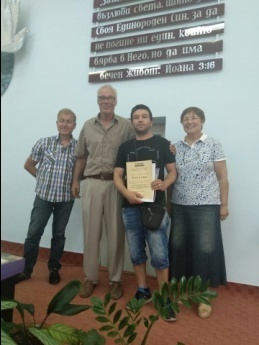 възлюби света, що
Своя Единороден Син, за да
не погине ни един, който
вярва в Него, но да има
вечен живот. Йоана 3:16